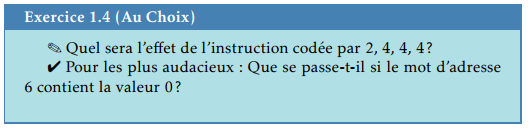 Exercice 1.4 (Au Choix)
✎ Quel sera l'effet de l'instruction codée par 2, 4, 4, 4 ?
✔ Pour les plus audacieux : Que se passe-t-il si le mot d'adresse
6 contient la valeur 0 ?